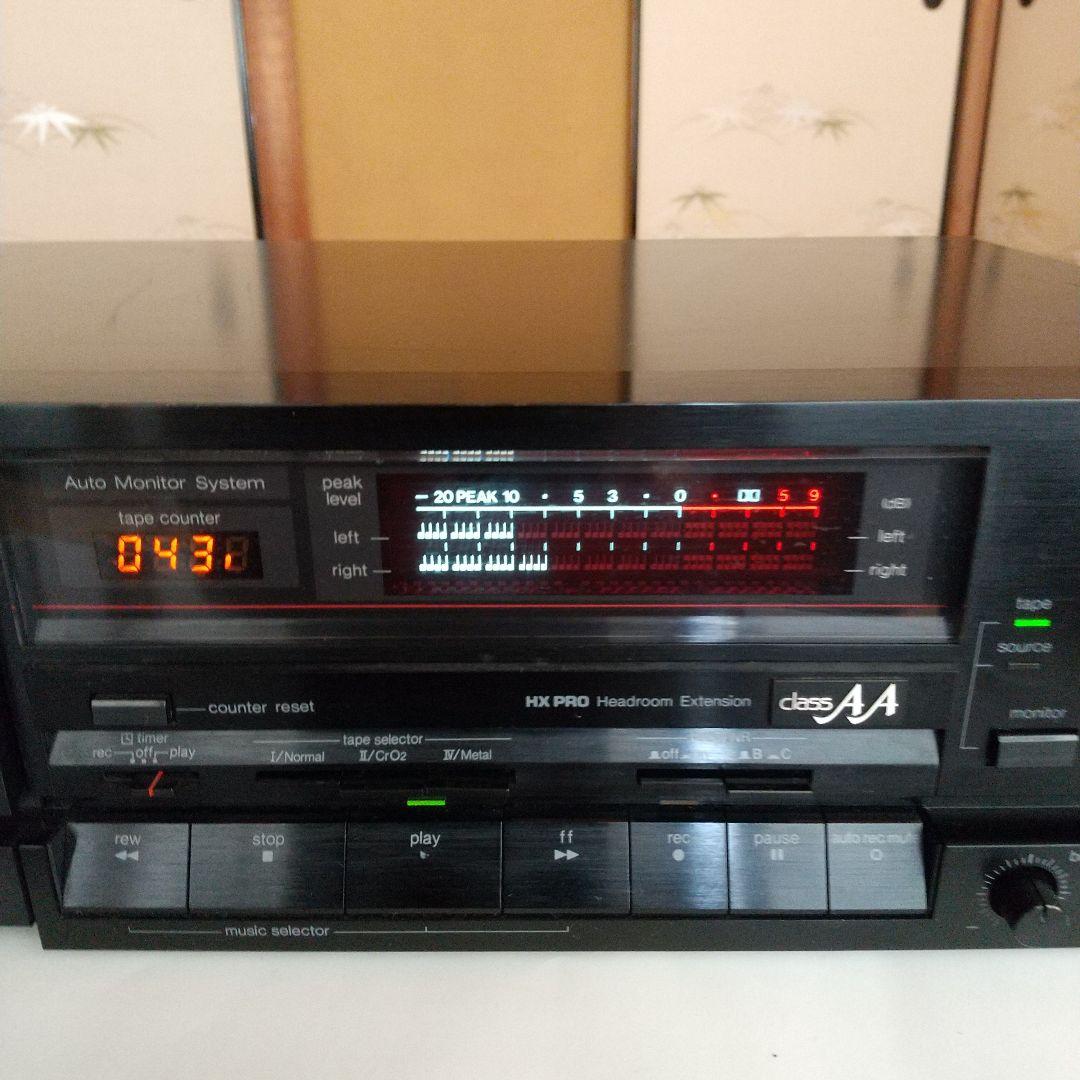 Auto Monitor System
tape counter
043
peak
level
left
right
-20 PEAK 10 · 5 3 · 0 · 5 9
(dB)
left
right
tape
source
monitor
counter reset
HX PRO Headroom Extension
class AA
timer
rec off play
tape selector
I/Normal II/CrO2 IV/Metal
NR
off B C
rew
stop
play
ff
rec
pause
auto rec mute
music selector